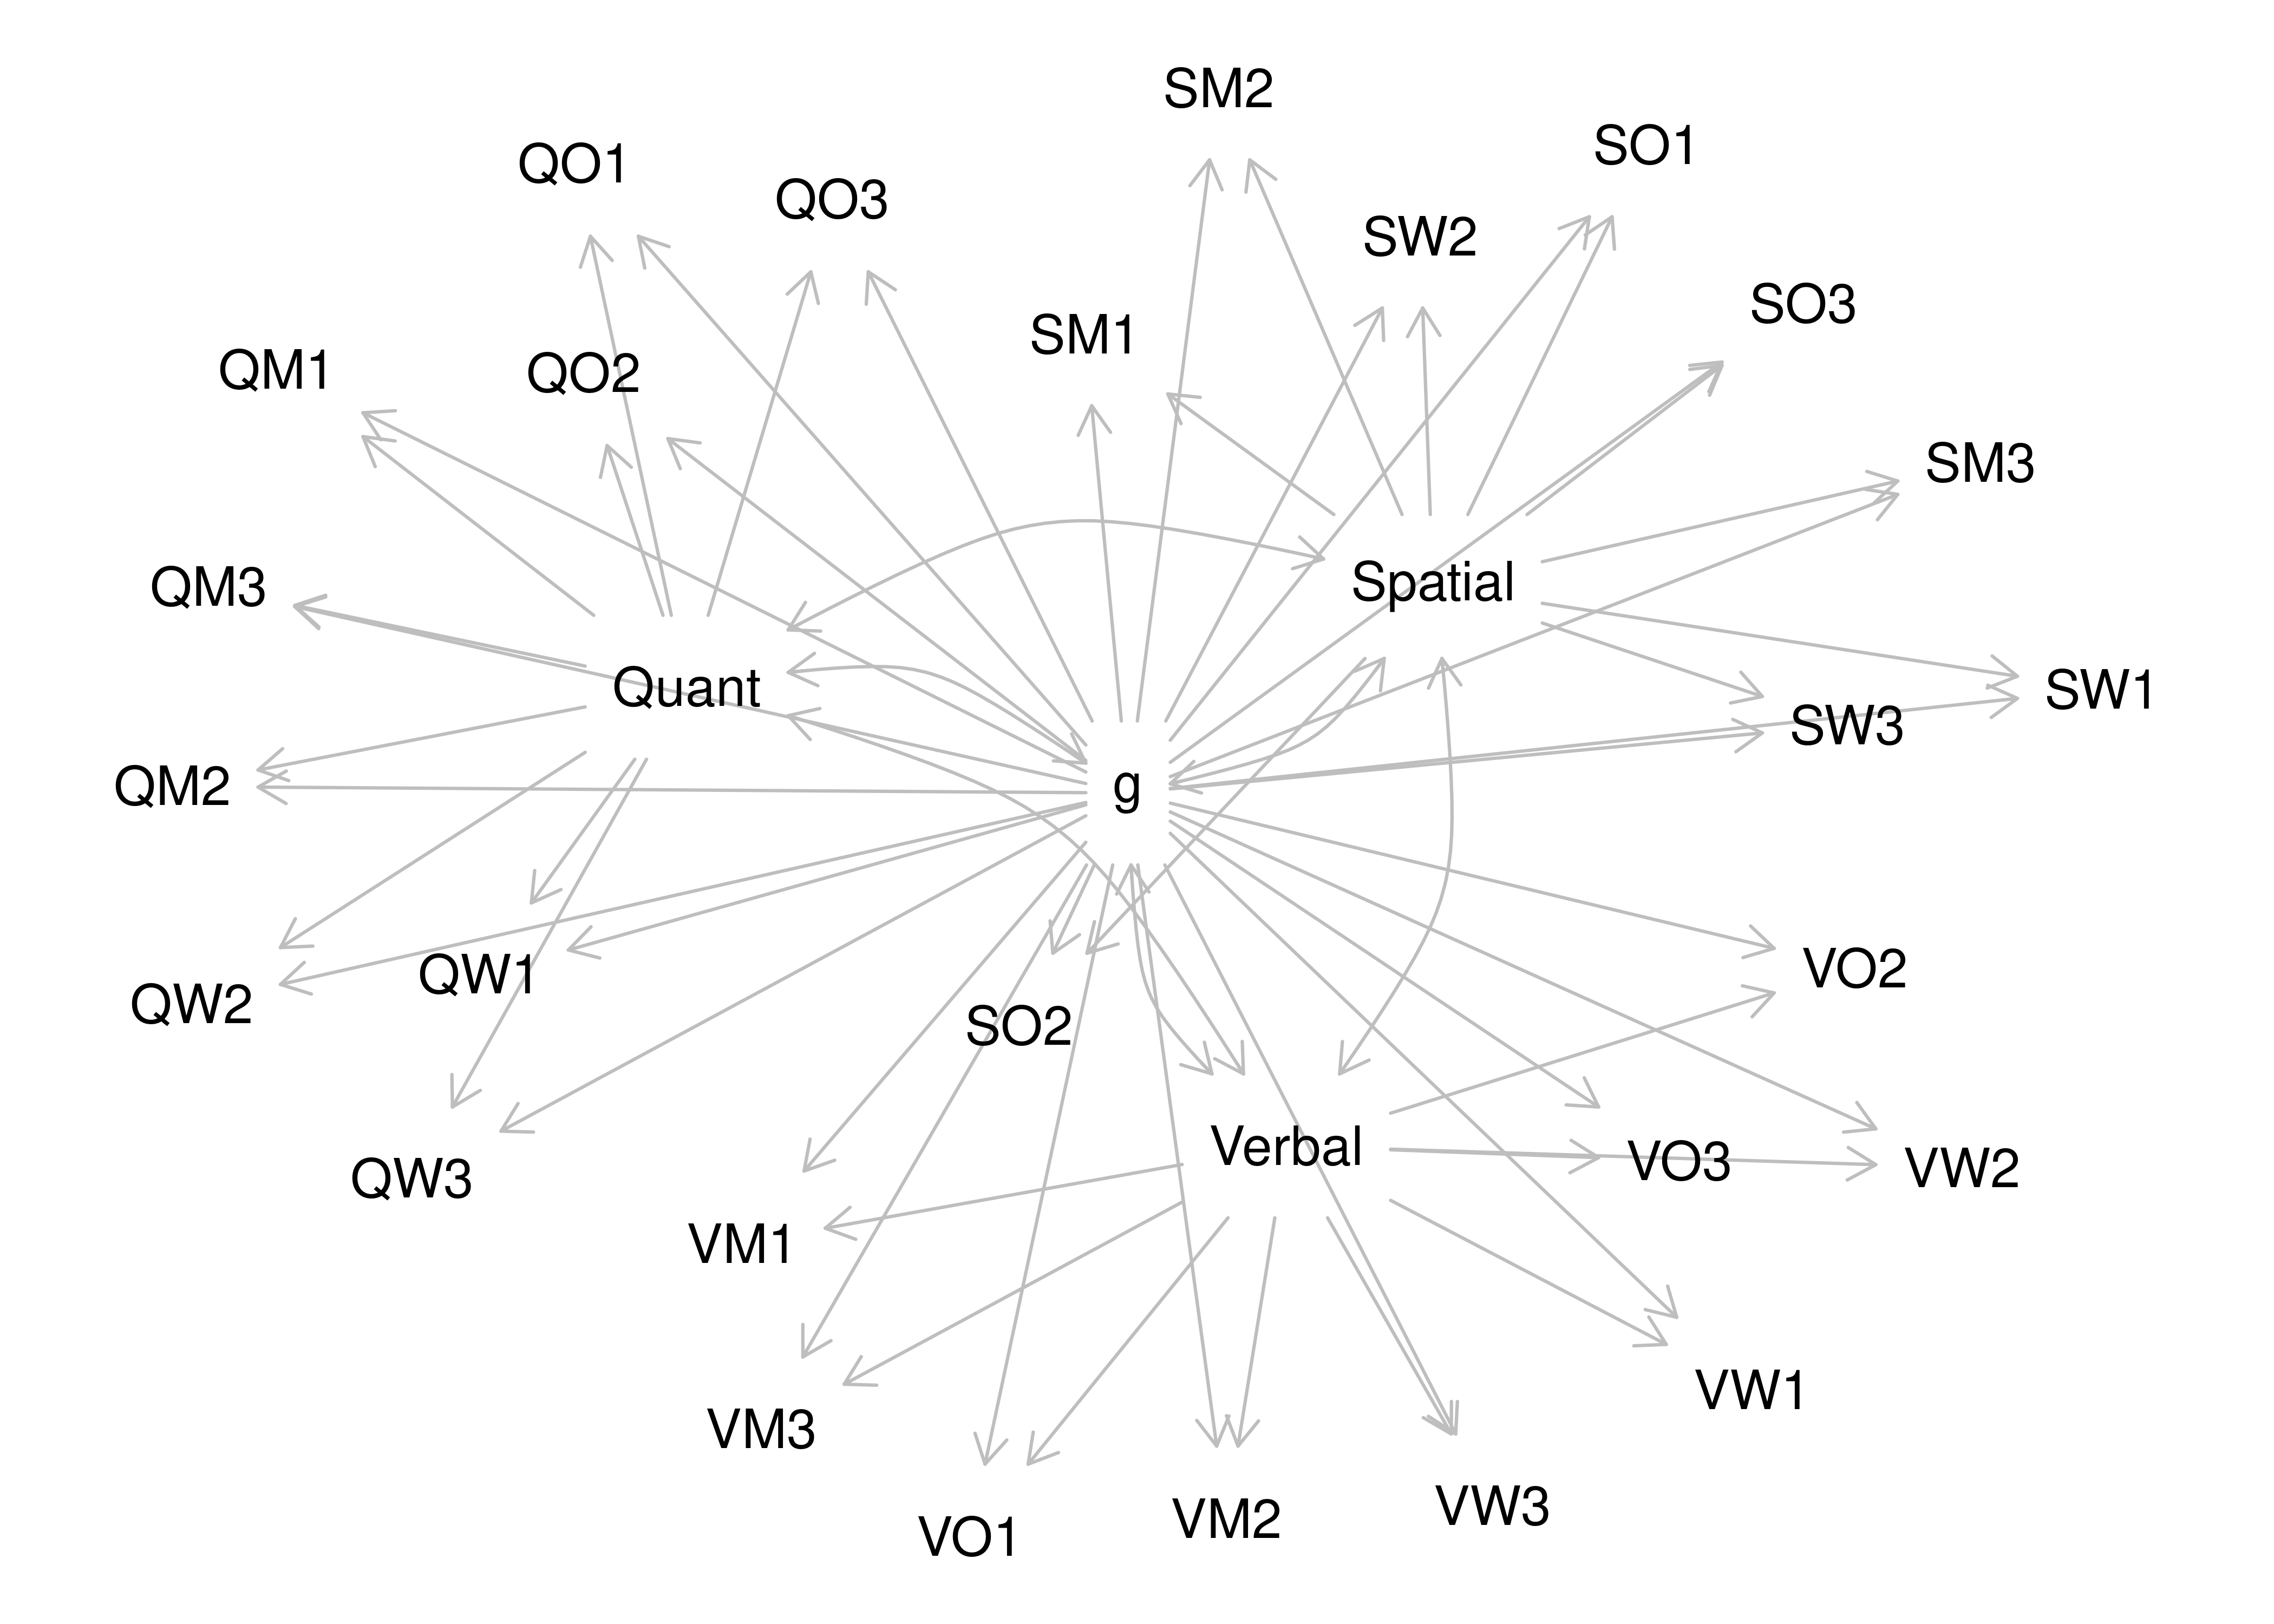 SM2
SO1
QO1
QO3
SW2
SO3
SM1
QM1
QO2
SM3
QM3
Spatial
Quant
SW1
SW3
QM2
g
QW1
VO2
QW2
SO2
Verbal
VO3
VW2
QW3
VM1
VW1
VM3
VW3
VM2
VO1